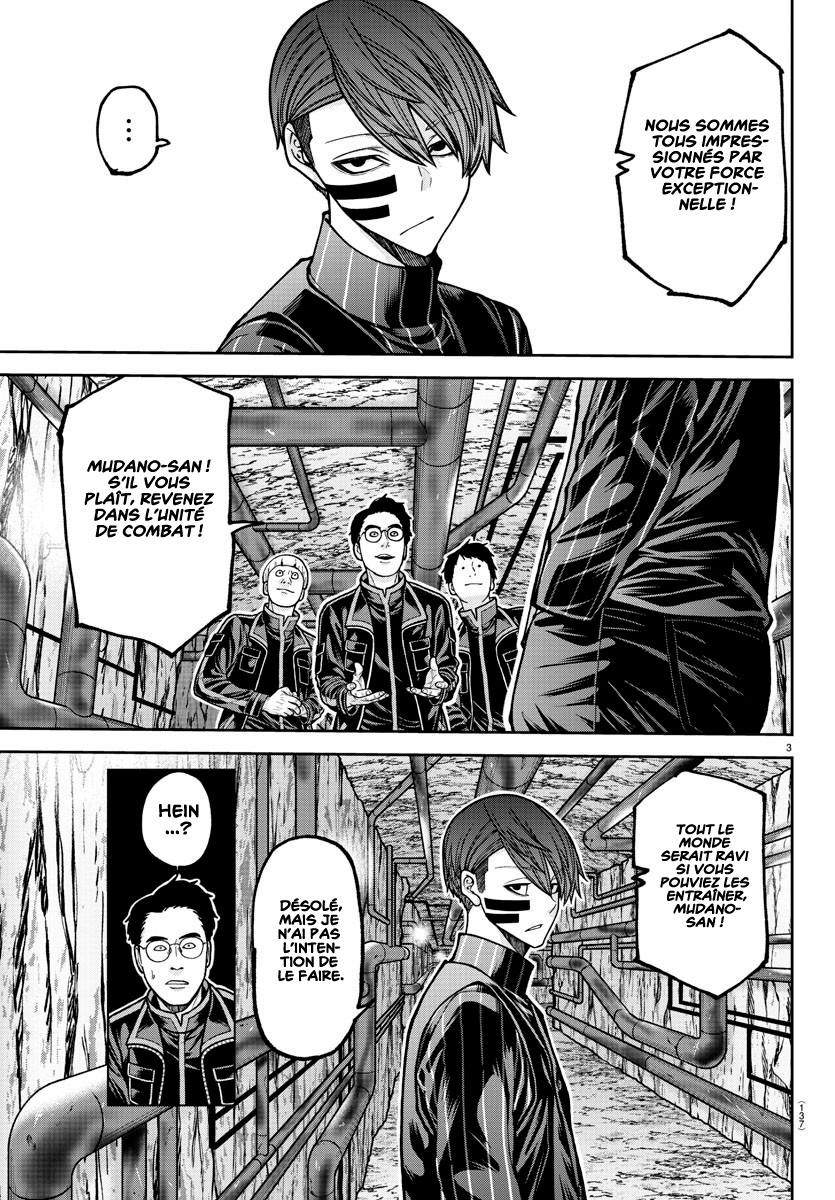 NOUS SOMMES
TOUS IMPRES-
SIONNÉS PAR
VOTRE FORCE
EXCEPTION-
NELLE !
...
MUDANO-SAN !
S'IL VOUS
PLAÎT, REVENEZ
DANS L'UNITÉ
DE COMBAT !
3
TOUT LE
MONDE
SERAIT RAVI
SI VOUS
POUVIEZ LES
ENTRAÎNER,
MUDANO-
SAN !
DÉSOLÉ,
MAIS JE
N'AI PAS
L'INTEN-
TION DE
LE FAIRE.
HEIN
...?
(137)